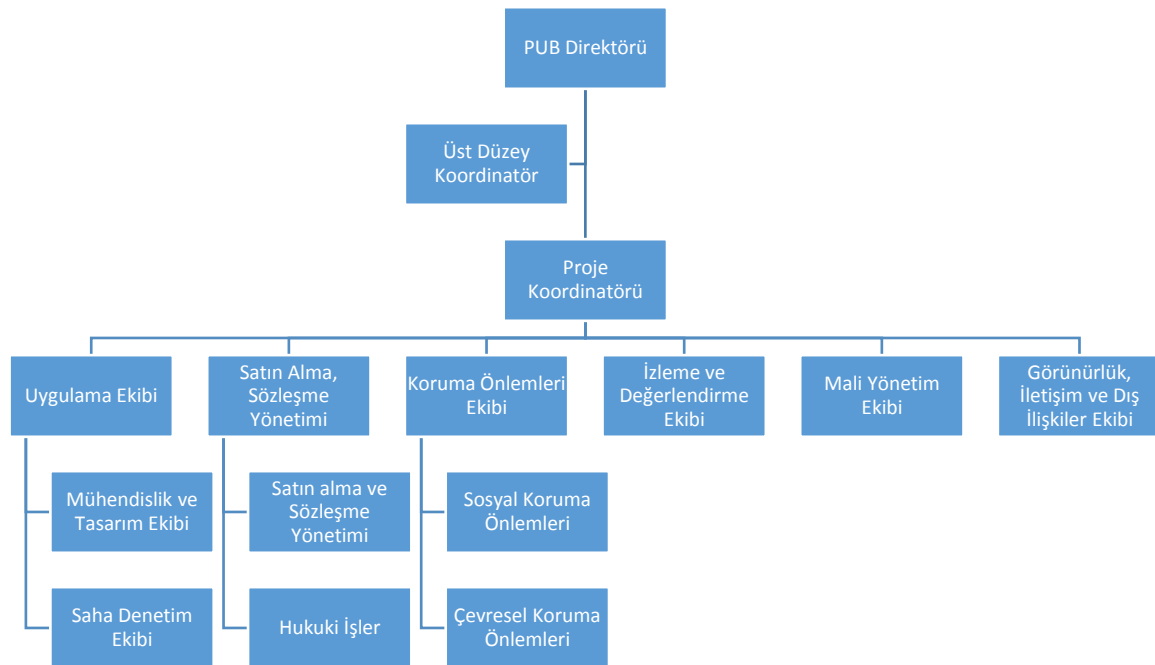 PUB Direktörü
Üst Düzey
Koordinatör
Proje
Koordinatörü
Uygulama Ekibi
Satın Alma,
Sözleşme
Yönetimi
Koruma Önlemleri
Ekibi
İzleme ve
Değerlendirme
Ekibi
Mali Yönetim
Ekibi
Görünürlük,
İletişim ve Dış
İlişkiler Ekibi
Mühendislik ve
Tasarım Ekibi
Satın alma ve
Sözleşme
Yönetimi
Sosyal Koruma
Önlemleri
Saha Denetim
Ekibi
Hukuki İşler
Çevresel Koruma
Önlemleri